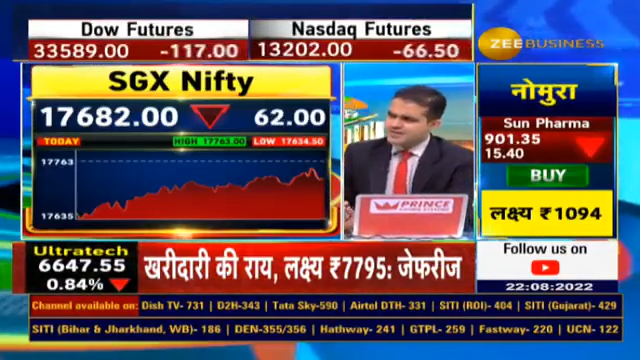 Dow Futures
33589.00 -117.00
Nasdaq Futures
13202.00 -66.50
ZEE BUSINESS
SGX Nifty
17682.00 62.00
TODAY HIGH 17763.00 LOW 17634.50
17763
17635
PRINCE
नोमुरा
Sun Pharma
901.35
15.40
BUY
लक्ष्य ₹1094
Ultratech
6647.55
0.84%
खरीदारी की राय, लक्ष्य ₹7795: जेफरीज
Follow us on
22:08:2022
Channel available on: Dish TV- 731 | D2H-343 | Tata Sky-590 | Airtel DTH- 331 | SITI (ROI)- 404 | SITI (Gujarat)- 429
SITI (Bihar & Jharkhand, WB)- 186 | DEN-355/356 | Hathway- 241 | GTPL- 259 | Fastway- 220 | UCN- 122